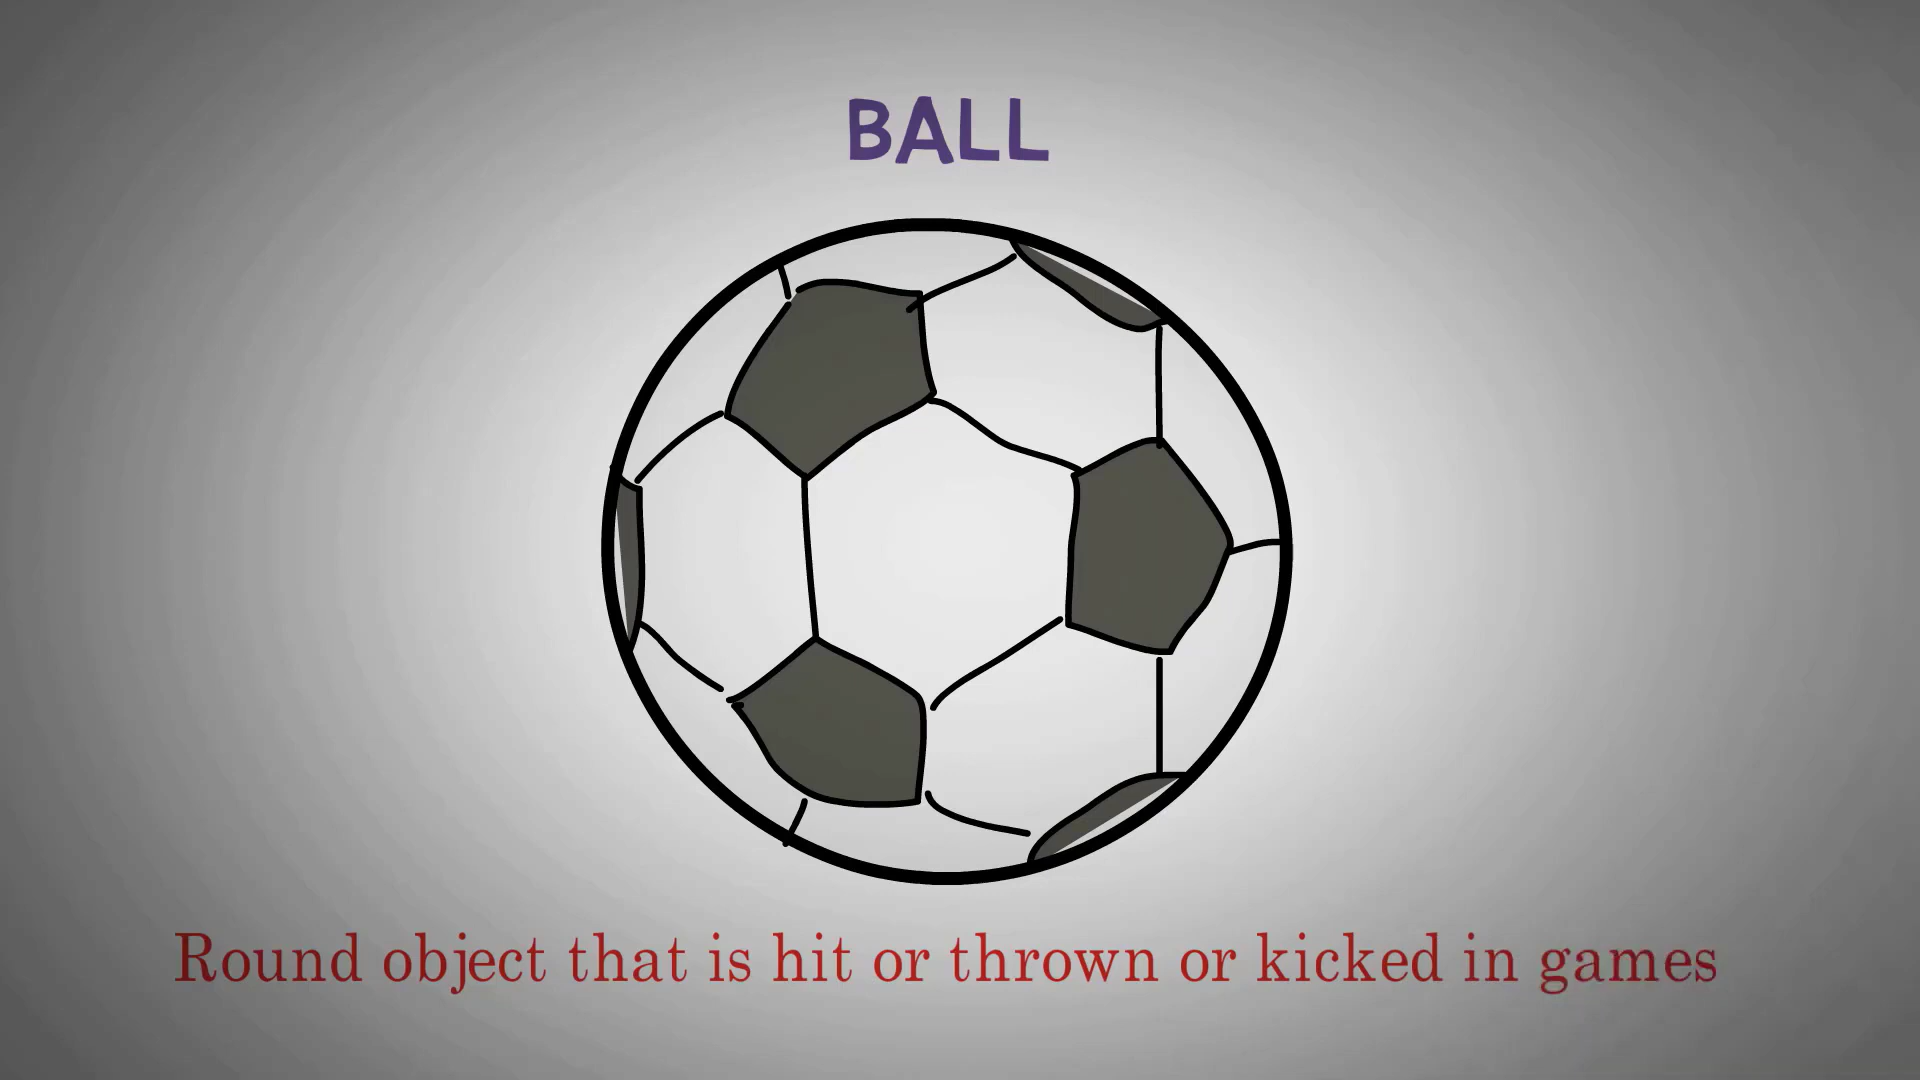 BALL
Round object that is hit or thrown or kicked in games